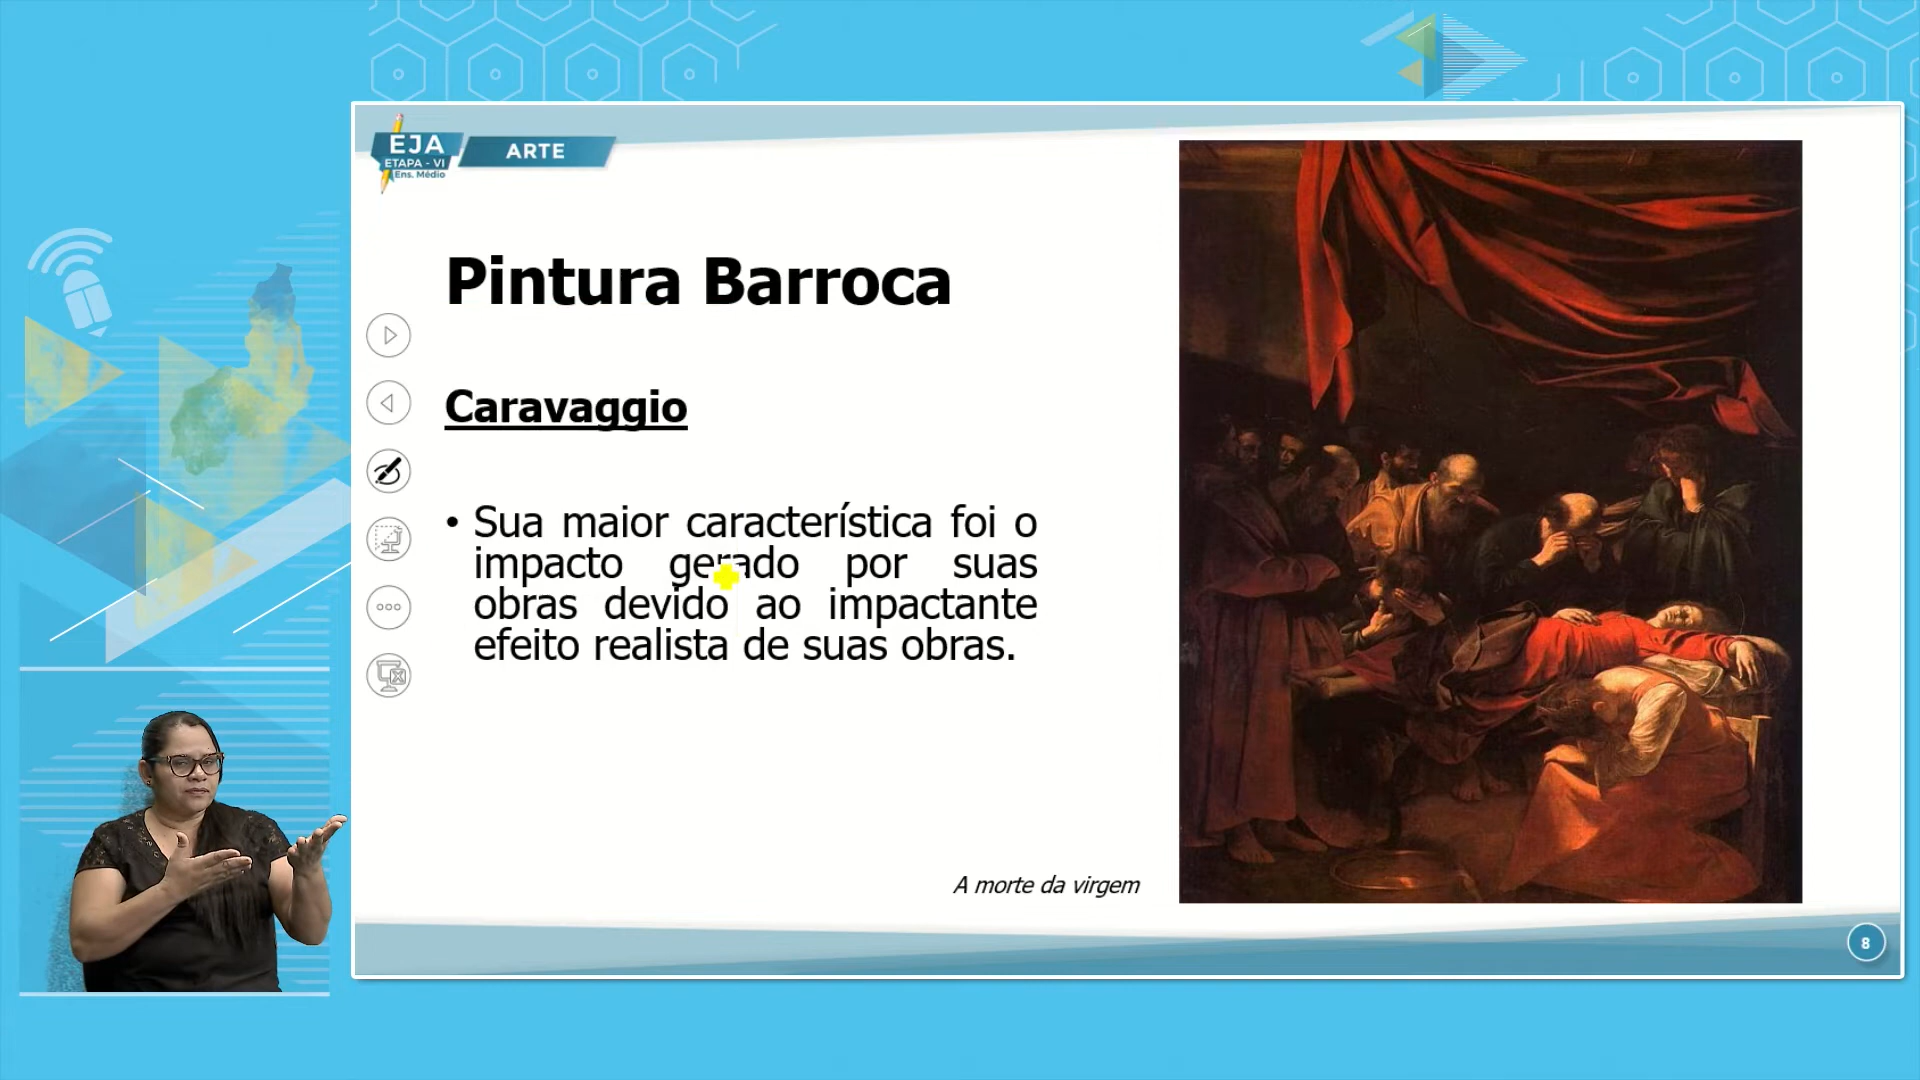 EJA
ETAPA - VI
Ens. Médio
ARTE
Pintura Barroca
Caravaggio
• Sua maior característica foi o
impacto gerado por suas
obras devido ao impactante
efeito realista de suas obras.
A morte da virgem
8